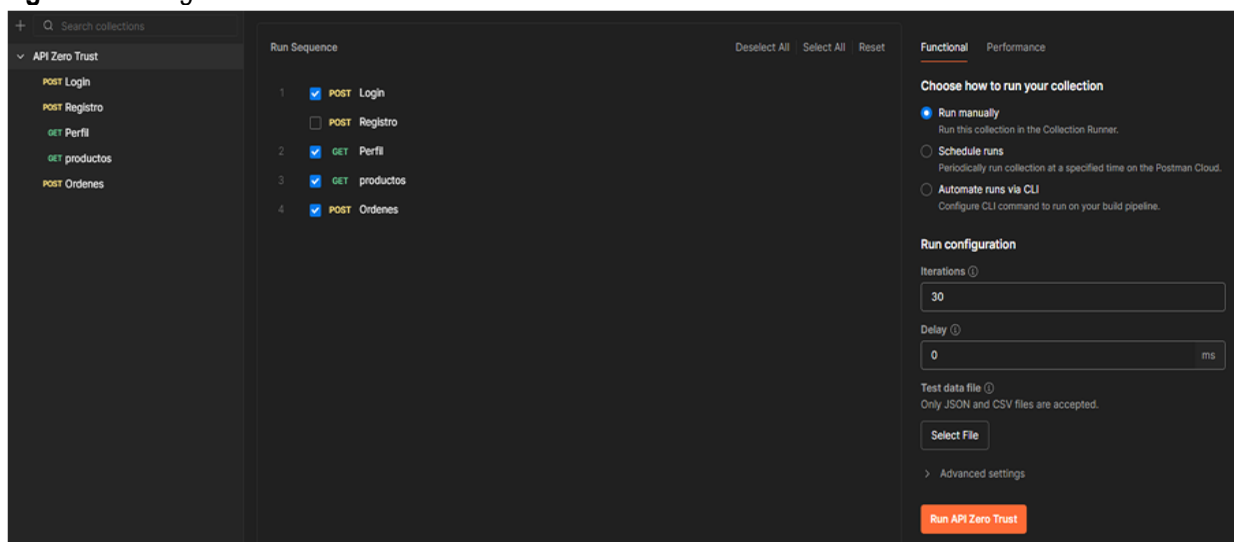 + Search collections
API Zero Trust
POST Login
POST Registro
GET Perfil
GET productos
POST Ordenes
Run Sequence
Deselect All Select All Reset
1 POST Login
POST Registro
2 GET Perfil
3 GET productos
4 POST Ordenes
Functional Performance
Choose how to run your collection
Run manually
Run this collection in the Collection Runner.
Schedule runs
Periodically run collection at a specified time on the Postman Cloud.
Automate runs via CLI
Configure CLI command to run on your build pipeline.
Run configuration
Iterations
30
Delay
0 ms
Test data file
Only JSON and CSV files are accepted.
Select File
Advanced settings
Run API Zero Trust